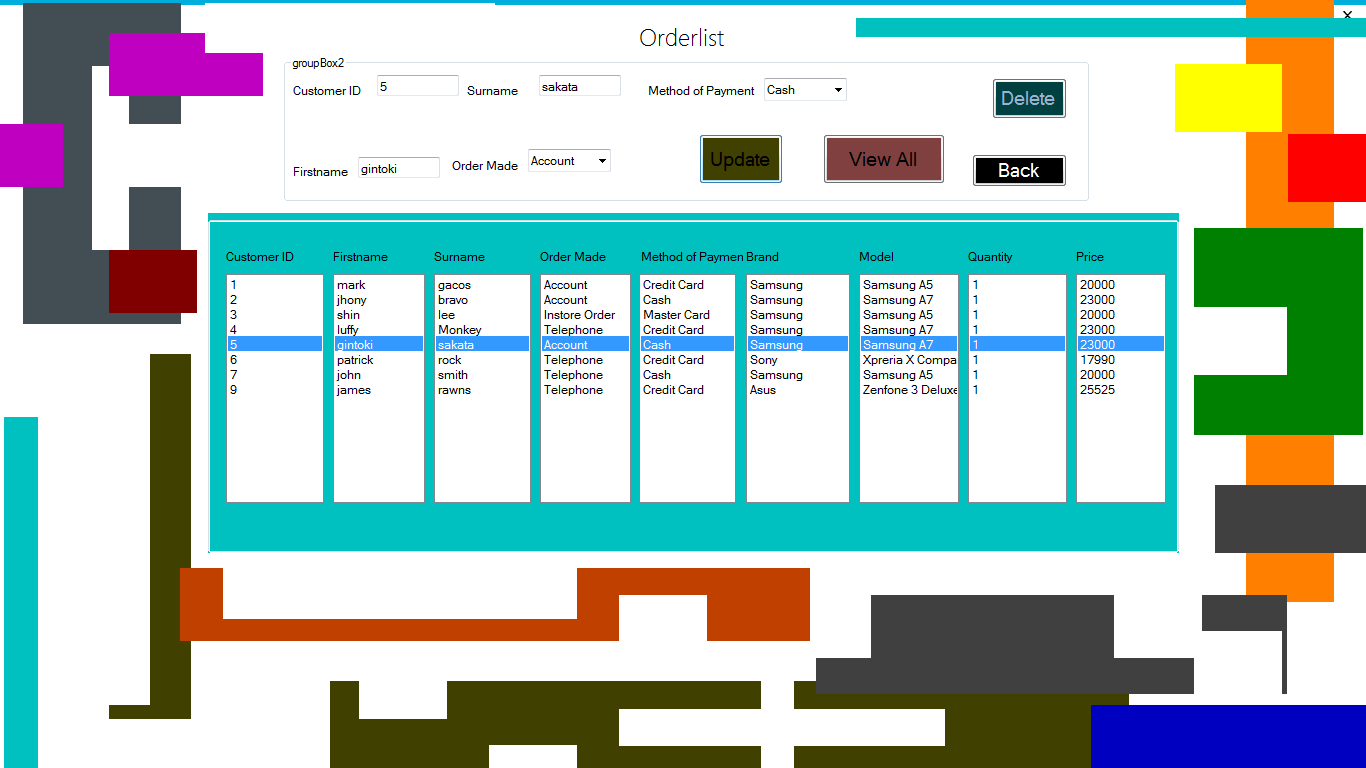 Orderlist
groupBox2
Customer ID 5 Surname sakata Method of Payment Cash Delete
Update View All Back
Firstname gintoki Order Made Account
Customer ID Firstname Surname Order Made Method of Paymen Brand Model Quantity Price
1 mark gacos Account Credit Card Samsung Samsung A5 1 20000
2 jhony bravo Account Cash Samsung Samsung A7 1 23000
3 shin lee Instore Order Master Card Samsung Samsung A5 1 20000
4 luffy Monkey Telephone Credit Card Samsung Samsung A7 1 23000
5 gintoki sakata Account Cash Samsung Samsung A7 1 23000
6 patrick rock Telephone Credit Card Sony Xpreria X Compa 1 17990
7 john smith Telephone Cash Samsung Samsung A5 1 20000
9 james rawns Telephone Credit Card Asus Zenfone 3 Deluxe 1 25525